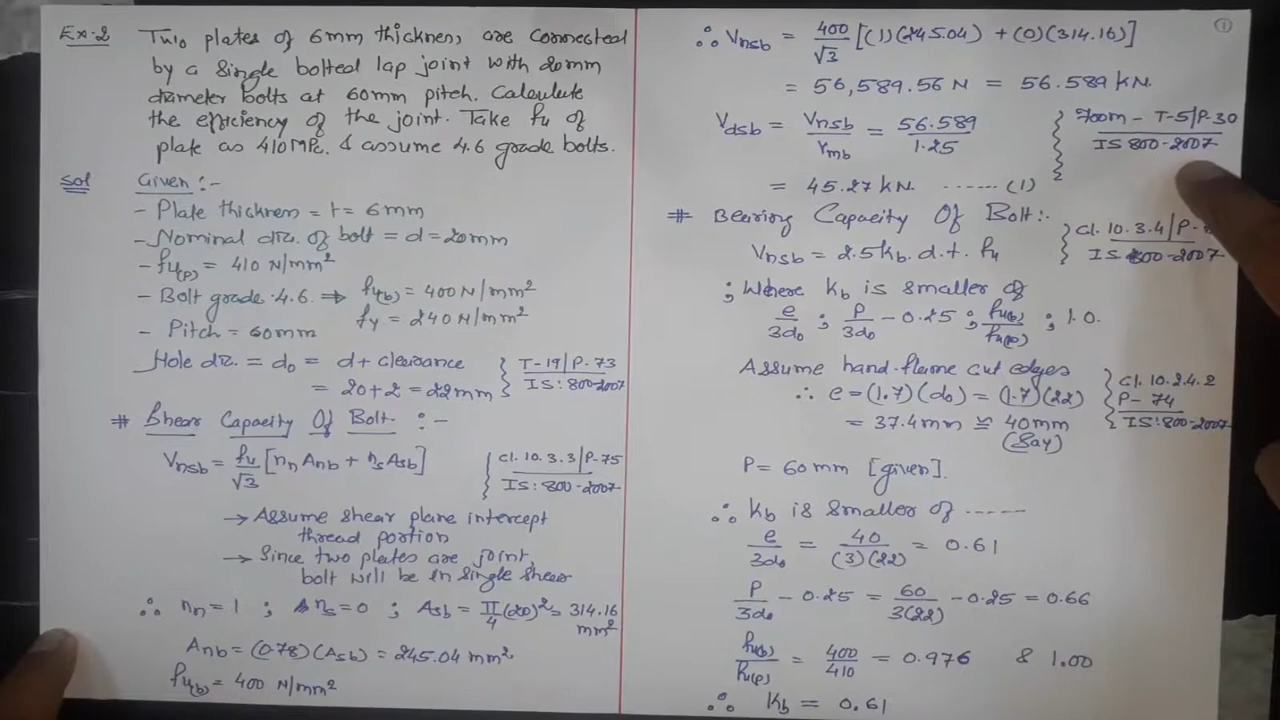 Ex-2 Two plates of 6mm thickness are connected
by a single bolted lap joint with 20mm
diameter bolts at 60mm pitch. Calculate
the efficiency of the joint. Take fu of
plate as 410 MPa. & assume 4.6 grade bolts.
Sol Given :-
- Plate thickness = t = 6mm
- Nominal dia. of bolt = d = 20mm
- fu(p) = 410 N/mm²
- Bolt grade 4.6 ⇒ fu(b) = 400 N/mm²
fy = 240 N/mm²
- Pitch = 60mm
Hole dia. = d₀ = d + clearance
= 20+2 = 22mm } T-19/P-73
IS: 800-2007
# Shear Capacity Of Bolt :-
Vnsb = fu/√3 [nn Anb + ns Asb] { Cl. 10.3.3/P-75
IS: 800-2007
→ Assume shear plane intercept
thread portion
→ Since two plates are joint,
bolt will be in single shear
∴ nn = 1 ; ns = 0 ; Asb = π/4 (20)² = 314.16
mm²
Anb = (0.78)(Asb) = 245.04 mm²
fu(b) = 400 N/mm²
①
∴ Vnsb = 400/√3 [(1)(245.04) + (0)(314.16)]
= 56,589.56 N = 56.589 kN.
Vdsb = Vnsb/γmb = 56.589/1.25 } T-5/P-30
IS 800-2007
= 45.27 kN. ------ (1)
# Bearing Capacity Of Bolt:-
Vnsb = 2.5 kb. d. t. fu } Cl. 10.3.4/P-
IS 800-2007
; Where kb is smaller of
e/3d₀ ; P/3d₀ - 0.25 ; fu(b)/fu(p) ; 1.0.
Assume hand-flame cut edges
∴ e = (1.7)(d₀) = (1.7)(22)
= 37.4mm ≅ 40mm
(Say)
{ Cl. 10.2.4.2
P- 74
IS: 800-2007
P = 60mm [given].
∴ kb is smaller of ------
e/3d₀ = 40/(3)(22) = 0.61
P/3d₀ - 0.25 = 60/3(22) - 0.25 = 0.66
fu(b)/fu(p) = 400/410 = 0.976 & 1.00
∴ kb = 0.61